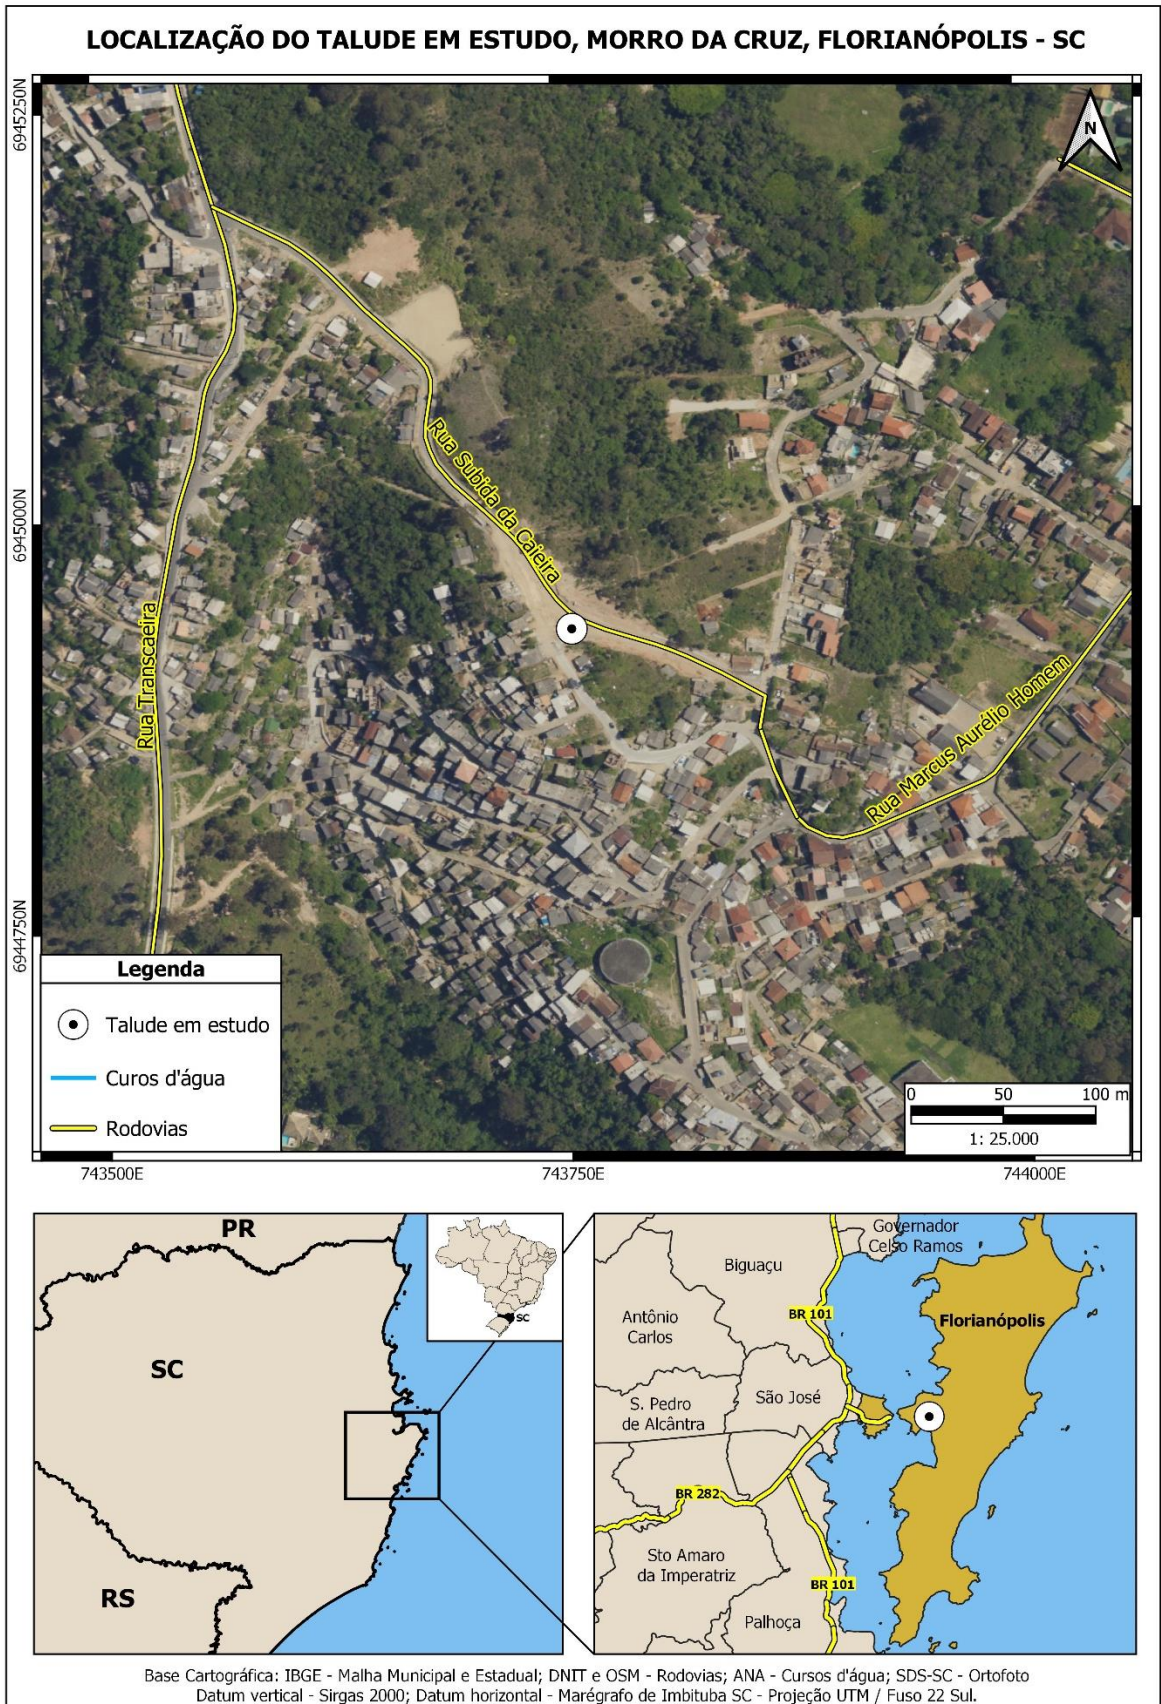 LOCALIZAÇÃO DO TALUDE EM ESTUDO, MORRO DA CRUZ, FLORIANÓPOLIS - SC
6945250N
N
Rua Subida da Caieira
6945000N
Rua Transcaeira
Rua Marcus Aurélio Homem
6944750N
Legenda
Talude em estudo
Curos d'água
Rodovias
0 50 100 m
1: 25.000
743500E 743750E 744000E
PR
SC
RS
SC
Governador
Celso Ramos
Biguaçu
BR 101
Antônio
Carlos
Florianópolis
São José
S. Pedro
de Alcântra
BR 282
Sto Amaro
da Imperatriz
BR 101
Palhoça
Base Cartográfica: IBGE - Malha Municipal e Estadual; DNIT e OSM - Rodovias; ANA - Cursos d'água; SDS-SC - Ortofoto
Datum vertical - Sirgas 2000; Datum horizontal - Marégrafo de Imbituba SC - Projeção UTM / Fuso 22 Sul.